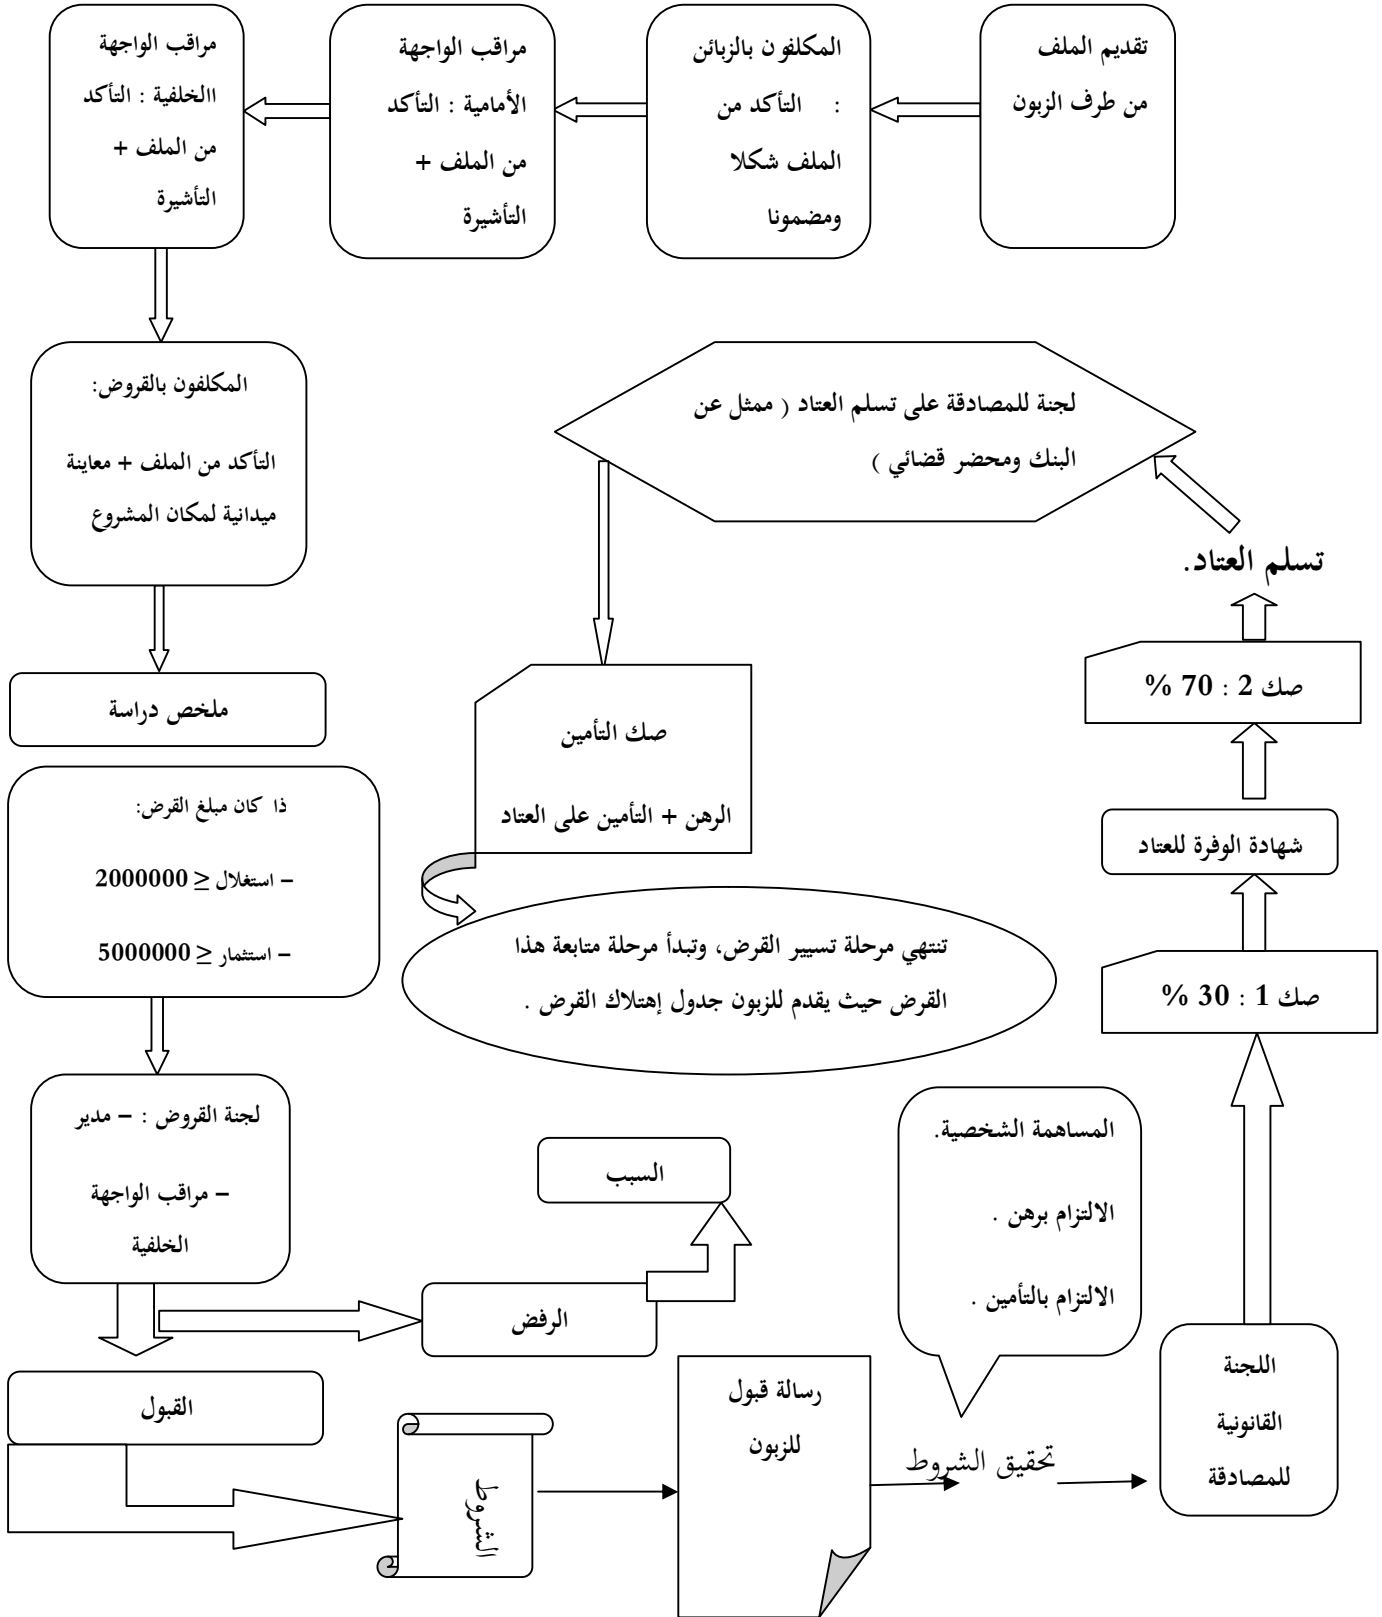 تقديم الملف
من طرف الزبون
المكلفون بالزبائن
: التأكد من
الملف شكلا
ومضمونا
مراقب الواجهة
الأمامية : التأكد
من الملف +
التأشيرة
مراقب الواجهة
االخلفية : التأكد
من الملف +
التأشيرة
المكلفون بالقروض:
التأكد من الملف + معاينة
ميدانية لمكان المشروع
ملخص دراسة
ذا كان مبلغ القرض:
– استغلال ≤ 2000000
– استثمار ≤ 5000000
لجنة القروض : – مدير
– مراقب الواجهة
الخلفية
الرفض
السبب
القبول
الشروط
رسالة قبول
للزبون
تحقيق الشروط
المساهمة الشخصية.
الالتزام برهن .
الالتزام بالتأمين .
اللجنة
القانونية
للمصادقة
صك 1 : 30 %
شهادة الوفرة للعتاد
صك 2 : 70 %
تسلم العتاد.
لجنة للمصادقة على تسلم العتاد ( ممثل عن
البنك ومحضر قضائي )
صك التأمين
الرهن + التأمين على العتاد
تنتهي مرحلة تسيير القرض، وتبدأ مرحلة متابعة هذا
القرض حيث يقدم للزبون جدول إهتلاك القرض .